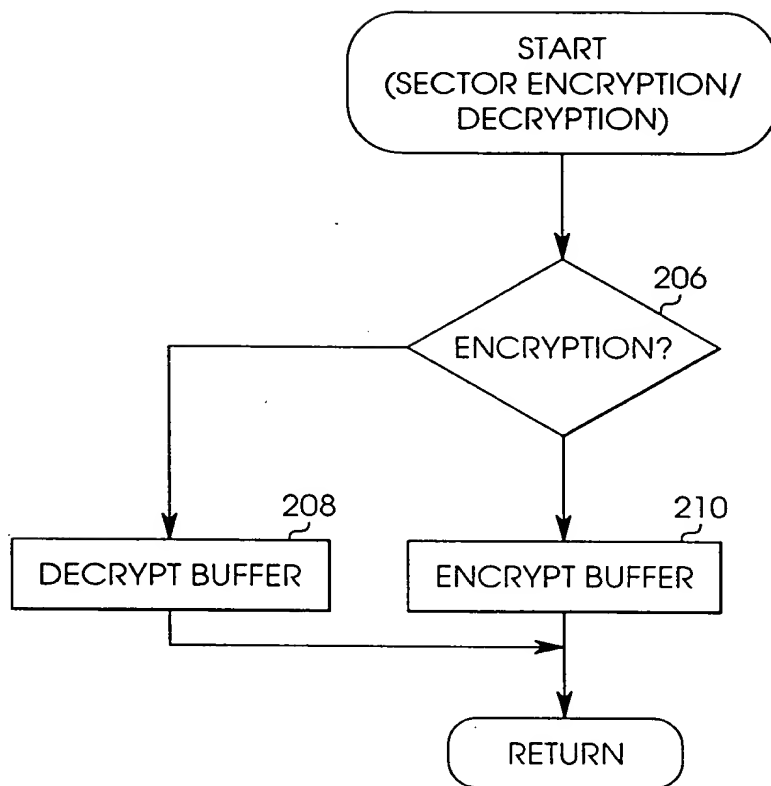 START
(SECTOR ENCRYPTION/
DECRYPTION)
206
ENCRYPTION?
208
DECRYPT BUFFER
210
ENCRYPT BUFFER
RETURN